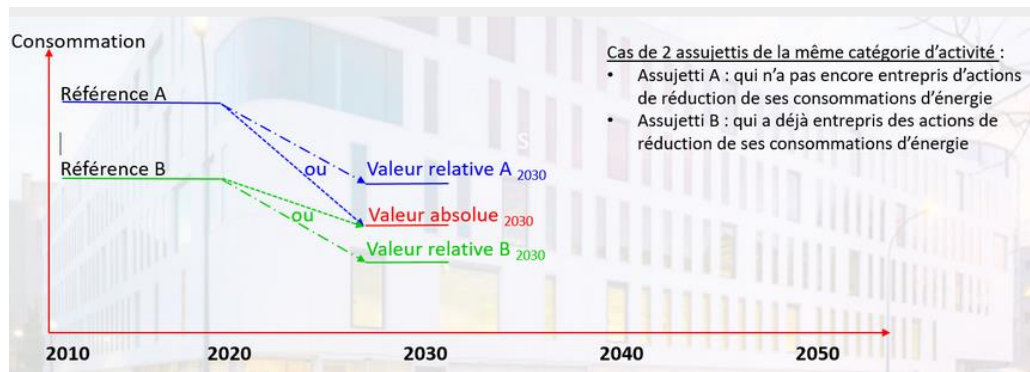 Consommation
Cas de 2 assujettis de la même catégorie d'activité :
• Assujetti A : qui n'a pas encore entrepris d'actions
de réduction de ses consommations d'énergie
• Assujetti B : qui a déjà entrepris des actions de
réduction de ses consommations d'énergie
Référence A
Référence B
ou
Valeur relative A 2030
ou
Valeur absolue 2030
Valeur relative B 2030
2010 2020 2030 2040 2050